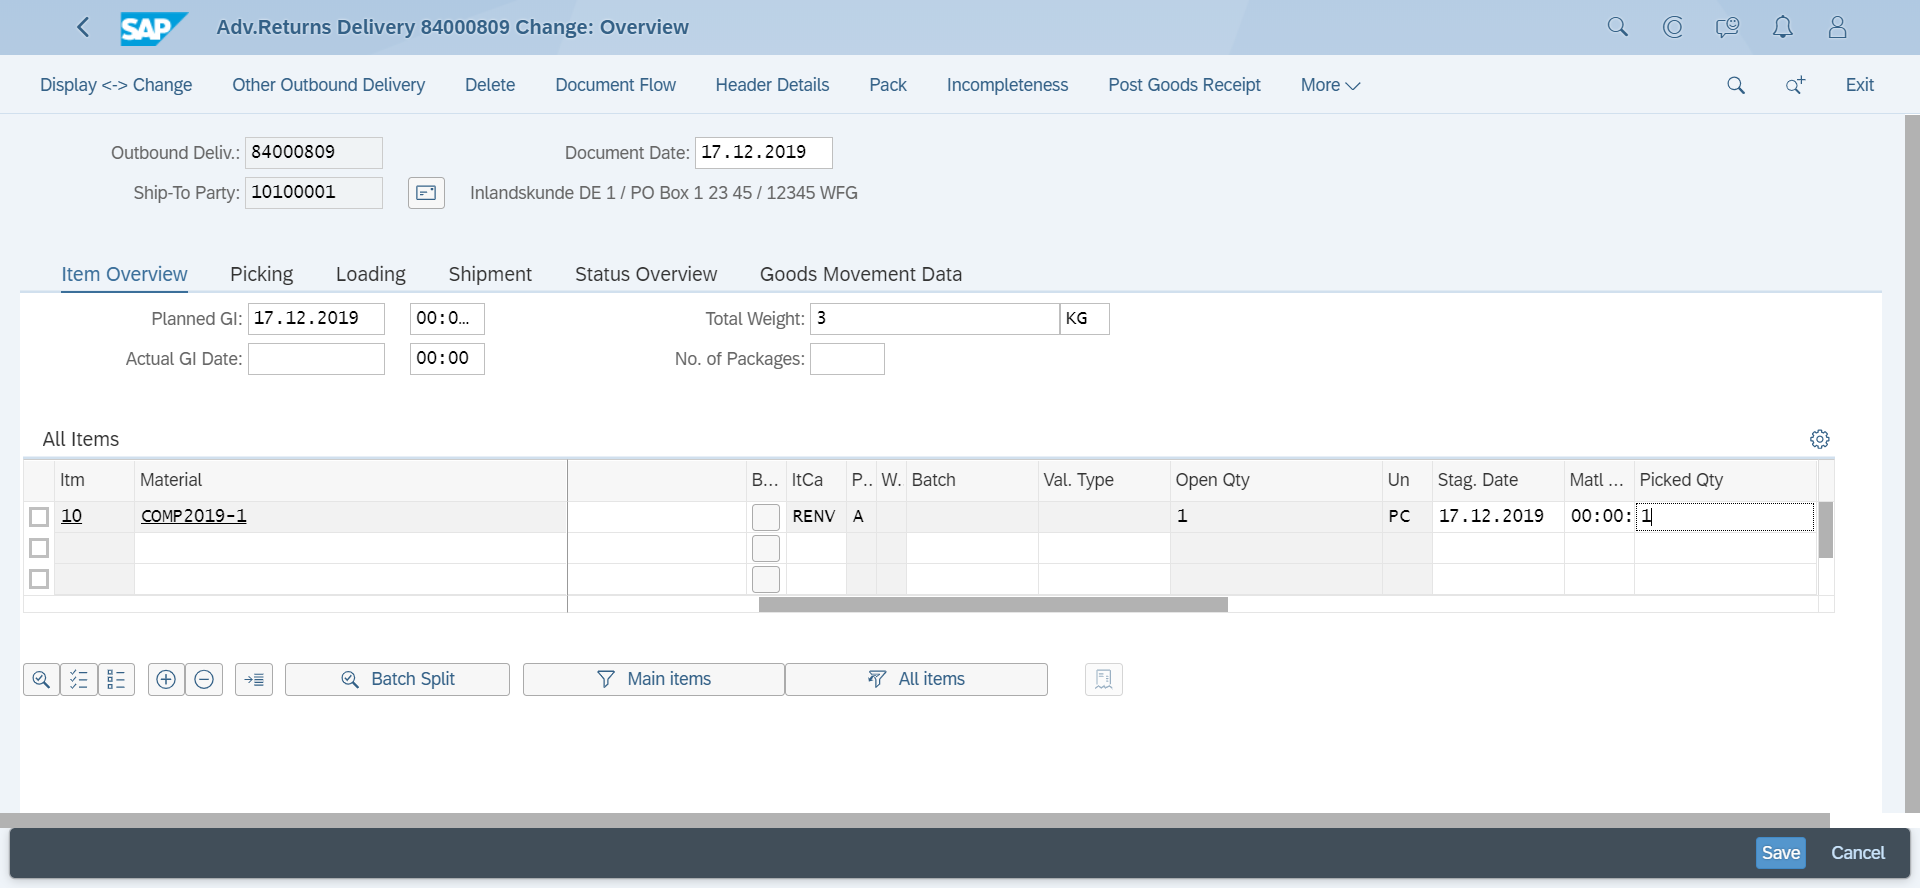 SAP Adv.Returns Delivery 84000809 Change: Overview
Display <-> Change Other Outbound Delivery Delete Document Flow Header Details Pack Incompleteness Post Goods Receipt More Exit
Outbound Deliv.: 84000809 Document Date: 17.12.2019
Ship-To Party: 10100001 Inlandskunde DE 1 / PO Box 1 23 45 / 12345 WFG
Item Overview Picking Loading Shipment Status Overview Goods Movement Data
Planned GI: 17.12.2019 00:0... Total Weight: 3 KG
Actual GI Date: 00:00 No. of Packages:
All Items
Itm Material B... ItCa P.. W. Batch Val. Type Open Qty Un Stag. Date Matl ... Picked Qty
10 COMP2019-1 RENV A 1 PC 17.12.2019 00:00: 1
Batch Split Main items All items
Save Cancel